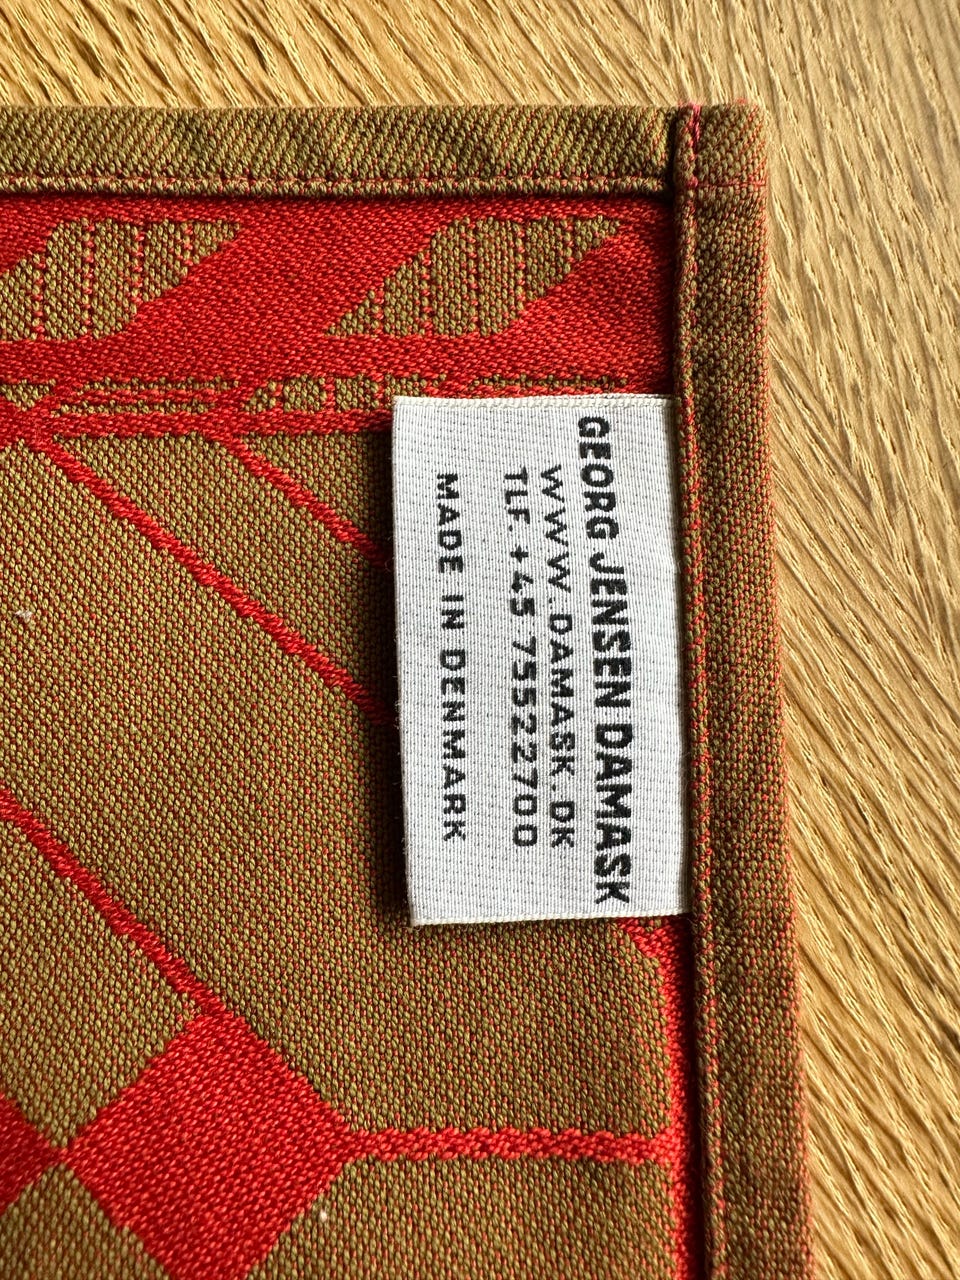 GEORG JENSEN DAMASK
WWW.DAMASK.DK
TLF. +45 75522700
MADE IN DENMARK